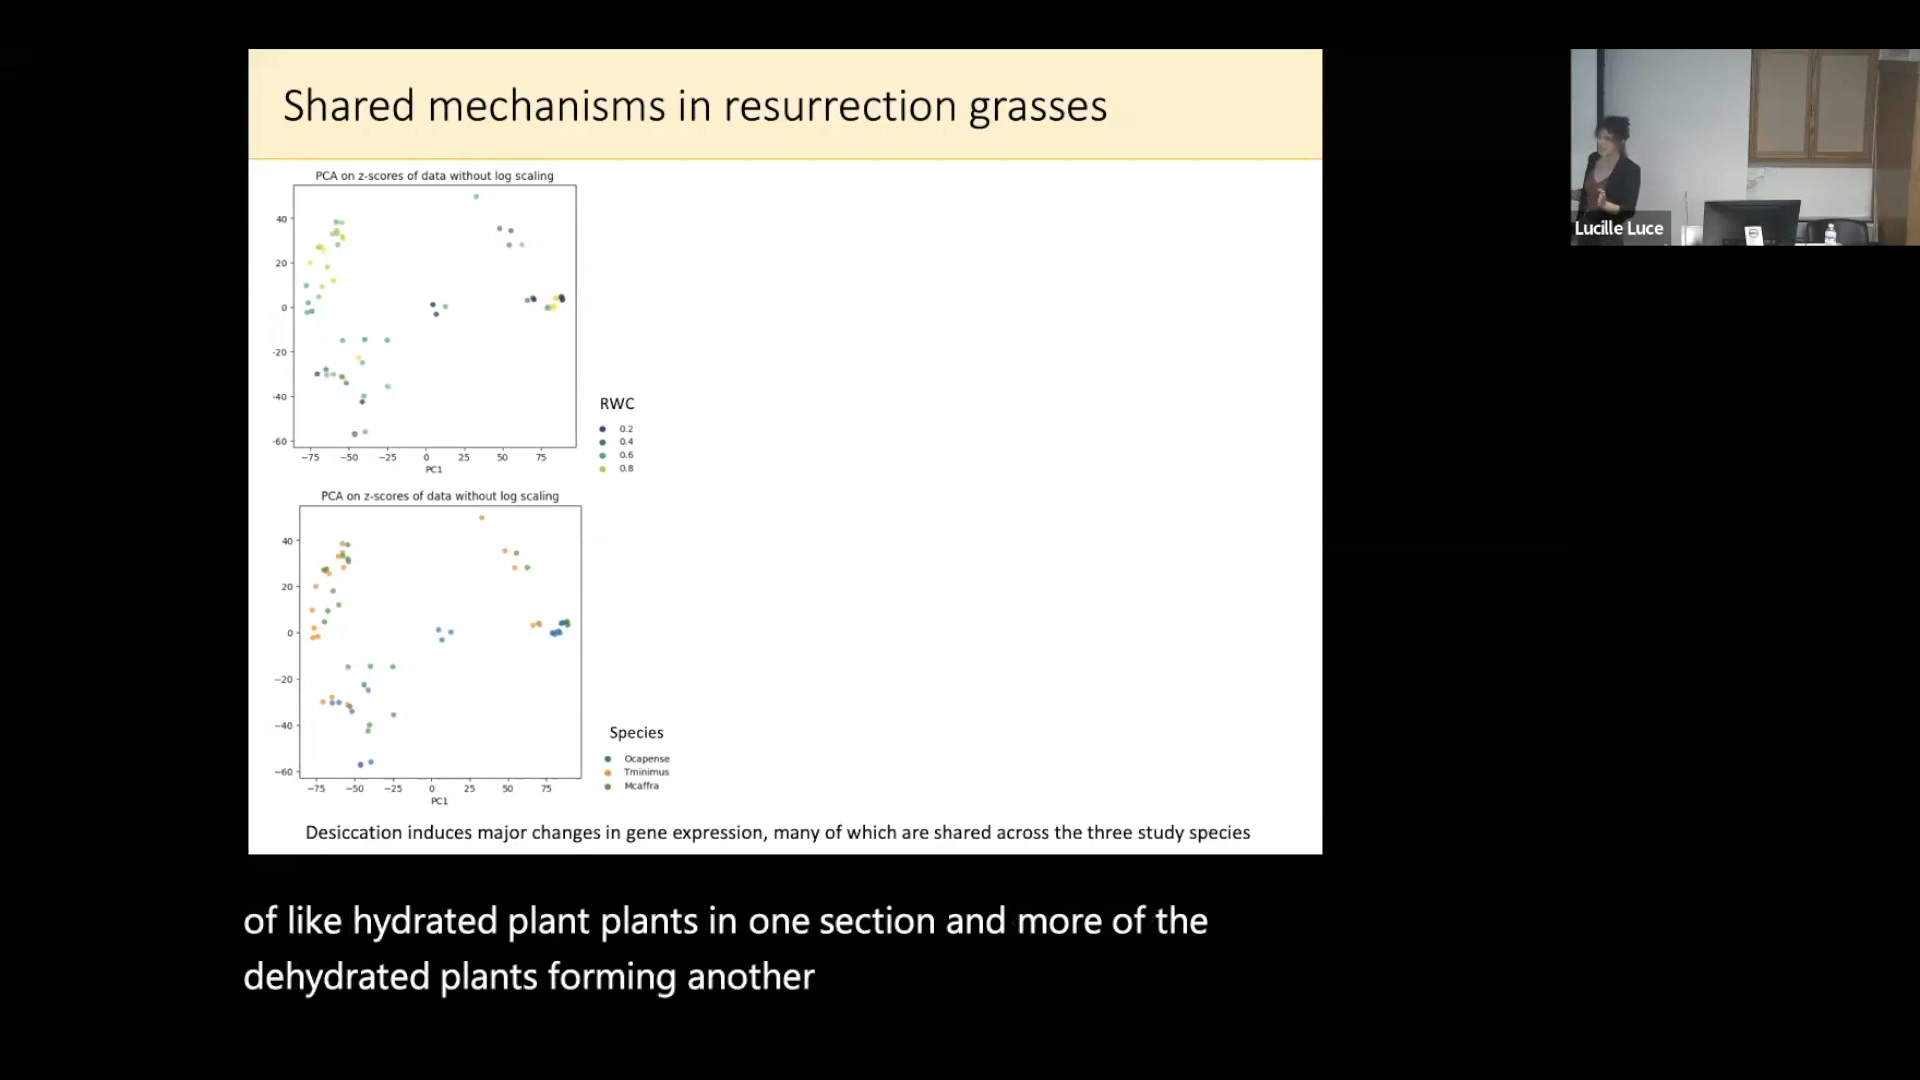 Shared mechanisms in resurrection grasses
PCA on z-scores of data without log scaling
40
20
0
-20
-40
-60
−75 −50 −25 0 25 50 75
PC1
RWC
0.2
0.4
0.6
0.8
PCA on z-scores of data without log scaling
40
20
0
−20
−40
−60
−75 −50 −25 0 25 50 75
PC1
Species
Ocapense
Tminimus
Mcaffra
Desiccation induces major changes in gene expression, many of which are shared across the three study species
Lucille Luce
of like hydrated plant plants in one section and more of the
dehydrated plants forming another